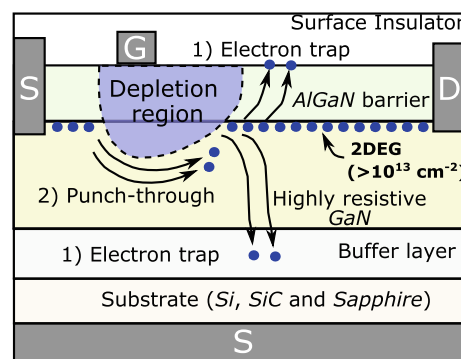 Surface Insulator
G
1) Electron trap
S
Depletion
region
AlGaN barrier
D
2DEG
(>10¹³ cm⁻²)
2) Punch-through
Highly resistive
GaN
1) Electron trap
Buffer layer
Substrate (Si, SiC and Sapphire)
S